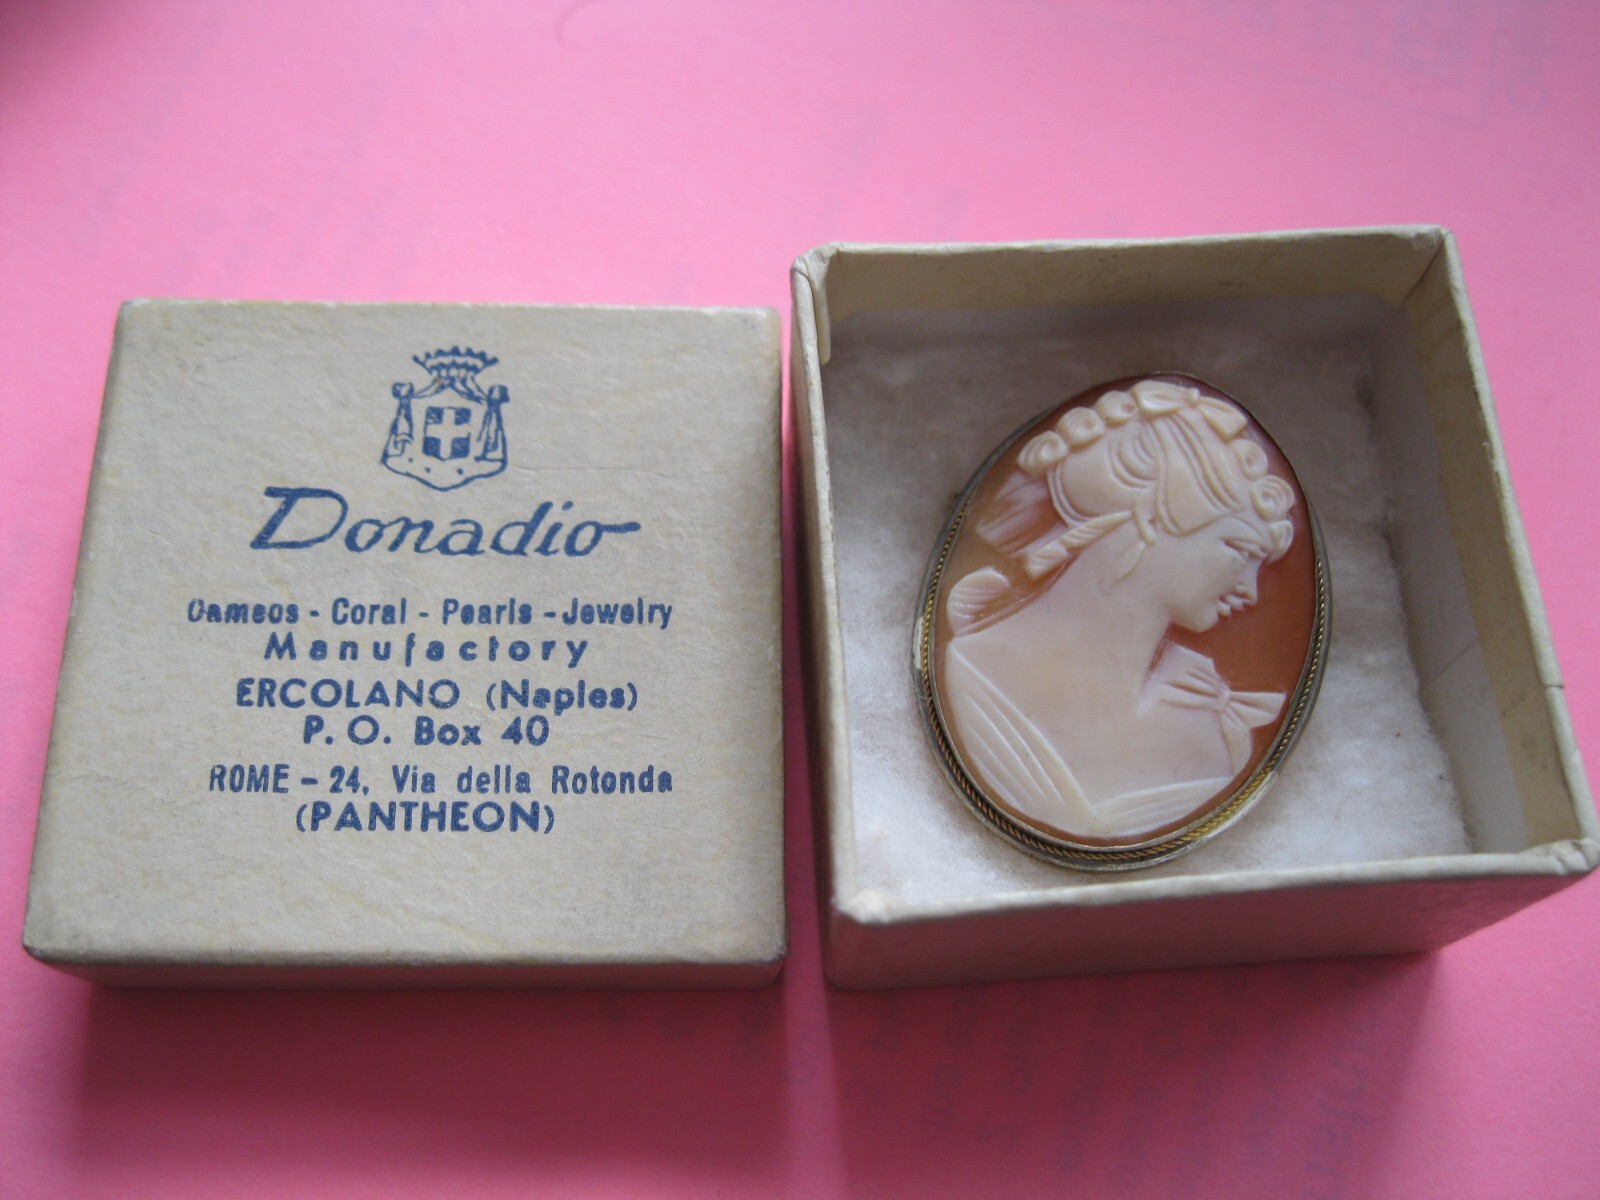 Donadio
Cameos - Coral - Pearls - Jewelry
Manufactory
ERCOLANO (Naples)
P. O. Box 40
ROME - 24, Via della Rotonda
(PANTHEON)